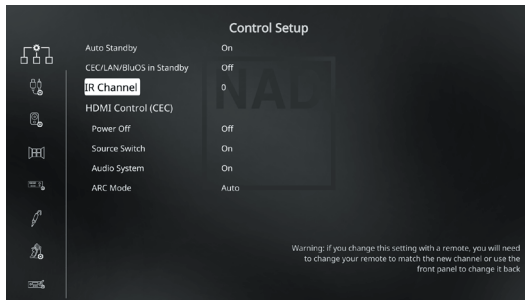 Control Setup
Auto Standby On
CEC/LAN/BluOS in Standby Off
IR Channel 0
NAD
HDMI Control (CEC)
Power Off Off
Source Switch On
Audio System On
ARC Mode Auto
Warning: if you change this setting with a remote, you will need
to change your remote to match the new channel or use the
front panel to change it back